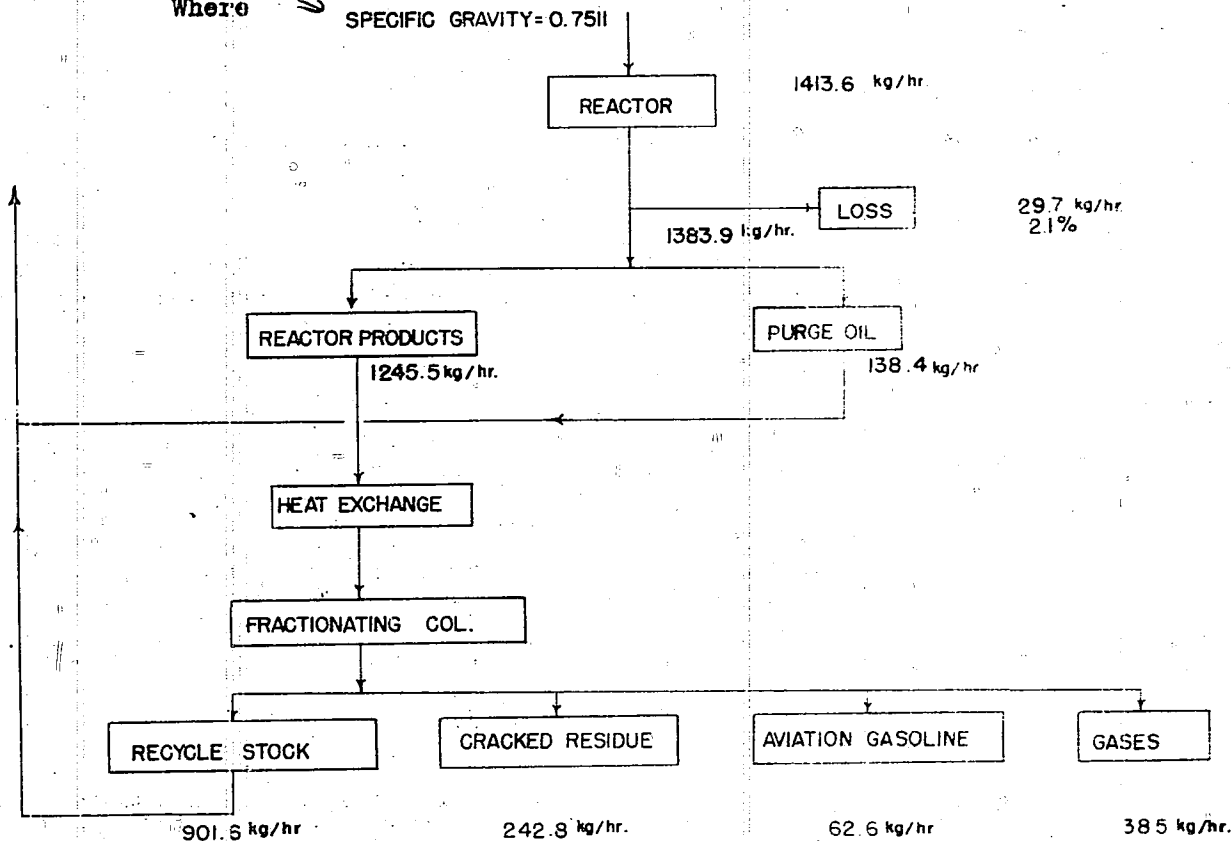 Where
SPECIFIC GRAVITY=0.7511
REACTOR
1413.6 kg/hr.
LOSS
29.7 kg/hr.
2.1%
1383.9 kg/hr.
REACTOR PRODUCTS
PURGE OIL
1245.5 kg/hr.
138.4 kg/hr
HEAT EXCHANGE
FRACTIONATING COL.
RECYCLE STOCK
CRACKED RESIDUE
AVIATION GASOLINE
GASES
901.6 kg/hr
242.8 kg/hr.
62.6 kg/hr
385 kg/hr.